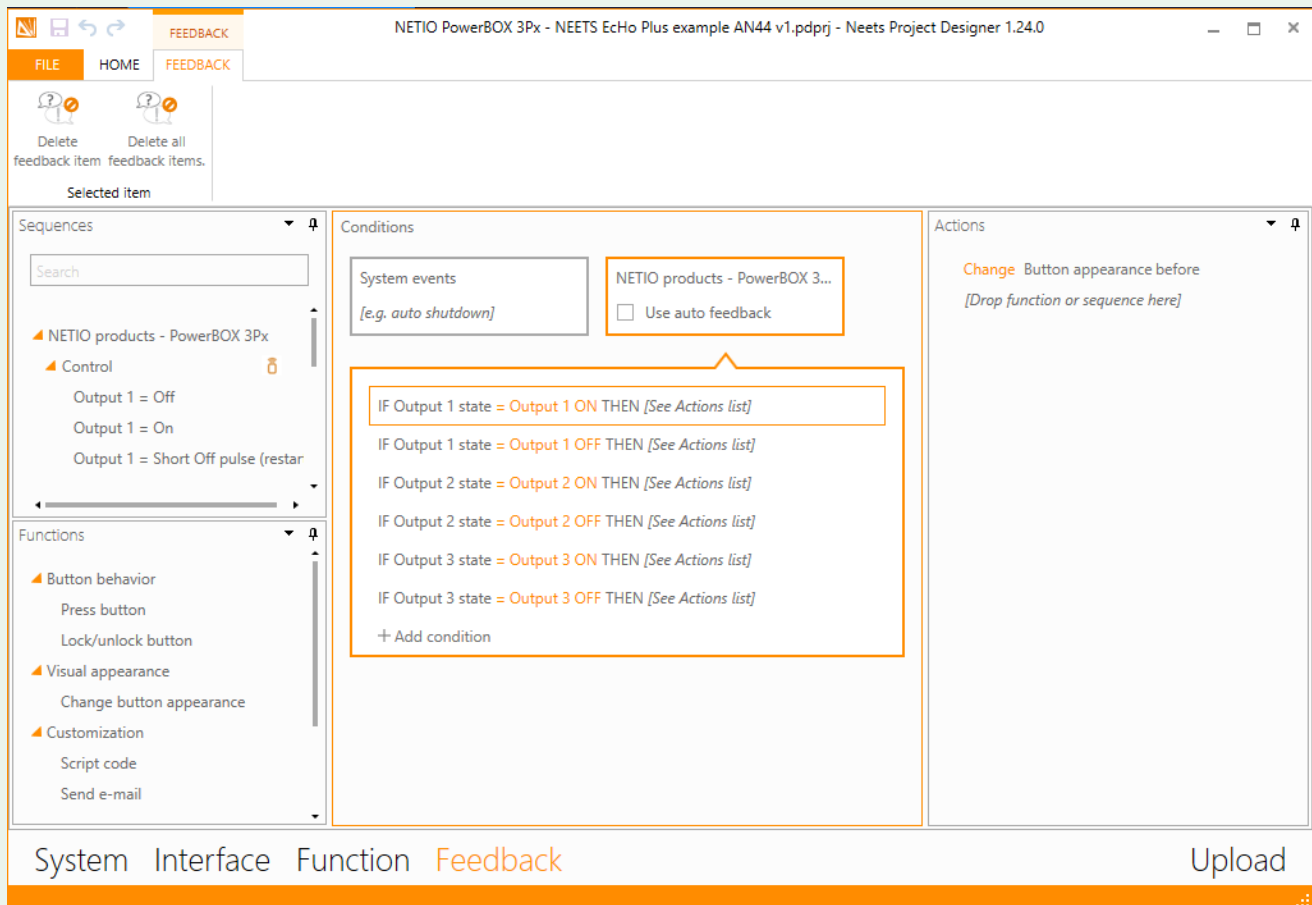 FEEDBACK
NETIO PowerBOX 3Px - NEETS EcHo Plus example AN44 v1.pdprj - Neets Project Designer 1.24.0
FILE HOME FEEDBACK
Delete
feedback item
Delete all
feedback items.
Selected item
Sequences
Search
NETIO products - PowerBOX 3Px
Control
Output 1 = Off
Output 1 = On
Output 1 = Short Off pulse (restar
Functions
Button behavior
Press button
Lock/unlock button
Visual appearance
Change button appearance
Customization
Script code
Send e-mail
Conditions
System events
[e.g. auto shutdown]
NETIO products - PowerBOX 3...
Use auto feedback
IF Output 1 state = Output 1 ON THEN [See Actions list]
IF Output 1 state = Output 1 OFF THEN [See Actions list]
IF Output 2 state = Output 2 ON THEN [See Actions list]
IF Output 2 state = Output 2 OFF THEN [See Actions list]
IF Output 3 state = Output 3 ON THEN [See Actions list]
IF Output 3 state = Output 3 OFF THEN [See Actions list]
+ Add condition
Actions
Change Button appearance before
[Drop function or sequence here]
System Interface Function Feedback Upload